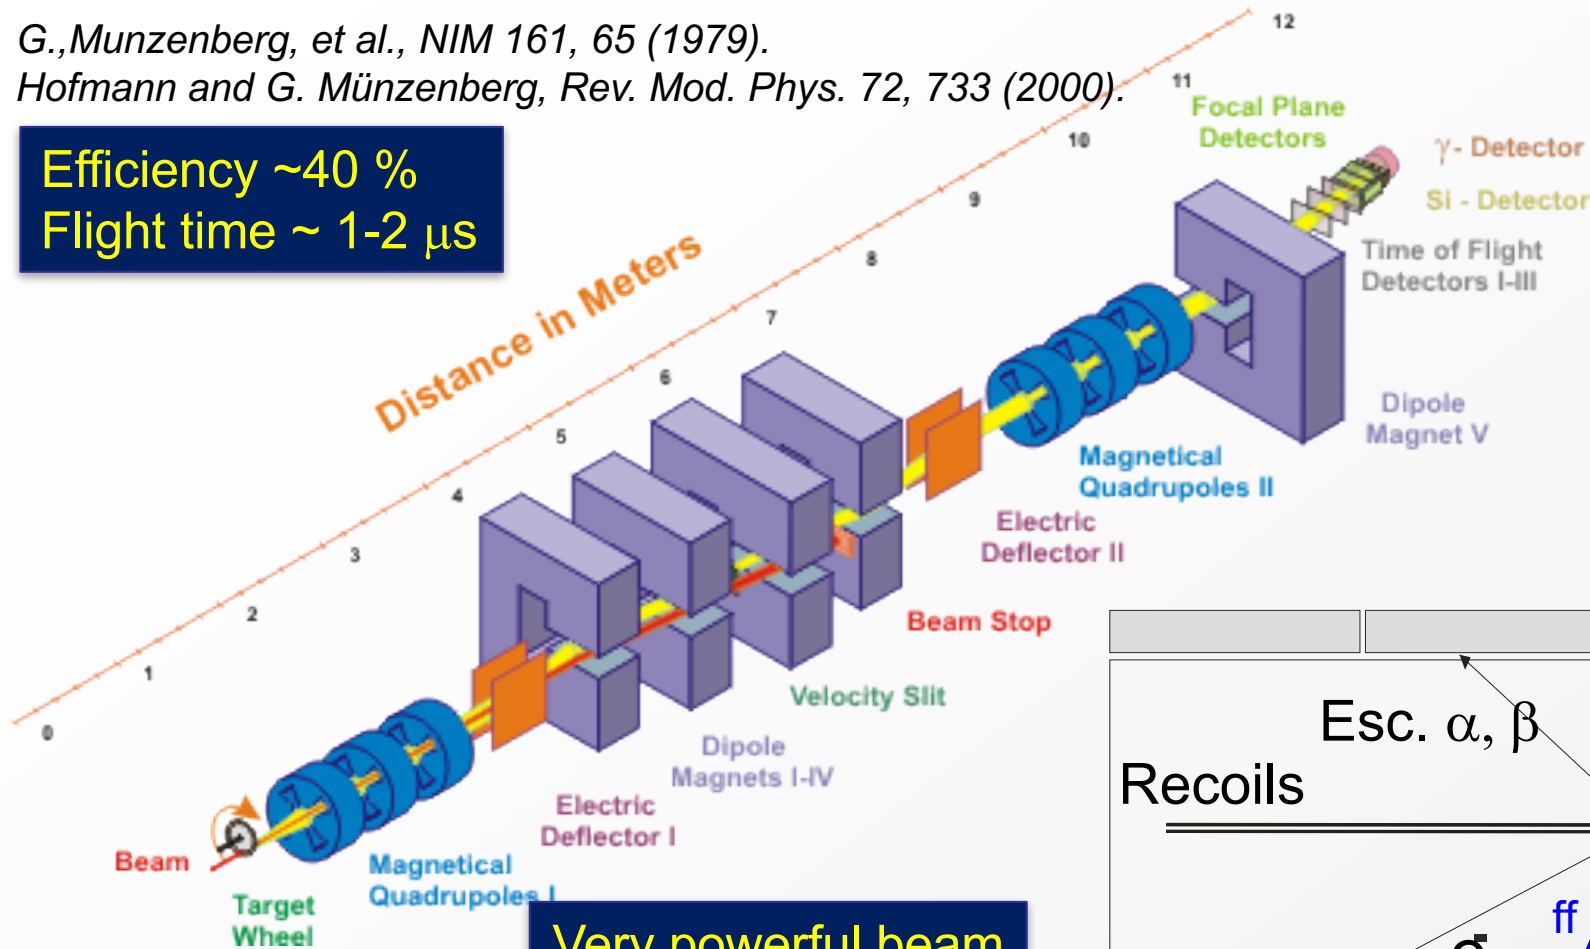 G.,Munzenberg, et al., NIM 161, 65 (1979).
Hofmann and G. Münzenberg, Rev. Mod. Phys. 72, 733 (2000).
Efficiency ~40 %
Flight time ~ 1-2 μs
Distance in Meters
0
1
2
3
4
5
6
7
8
9
10
11
12
Focal Plane
Detectors
γ- Detector
Si - Detector
Time of Flight
Detectors I-III
Dipole
Magnet V
Magnetical
Quadrupoles II
Electric
Deflector II
Beam Stop
Velocity Slit
Dipole
Magnets I-IV
Electric
Deflector I
Magnetical
Quadrupoles I
Beam
Target
Wheel
Very powerful beam
Esc. α, β
Recoils
ff